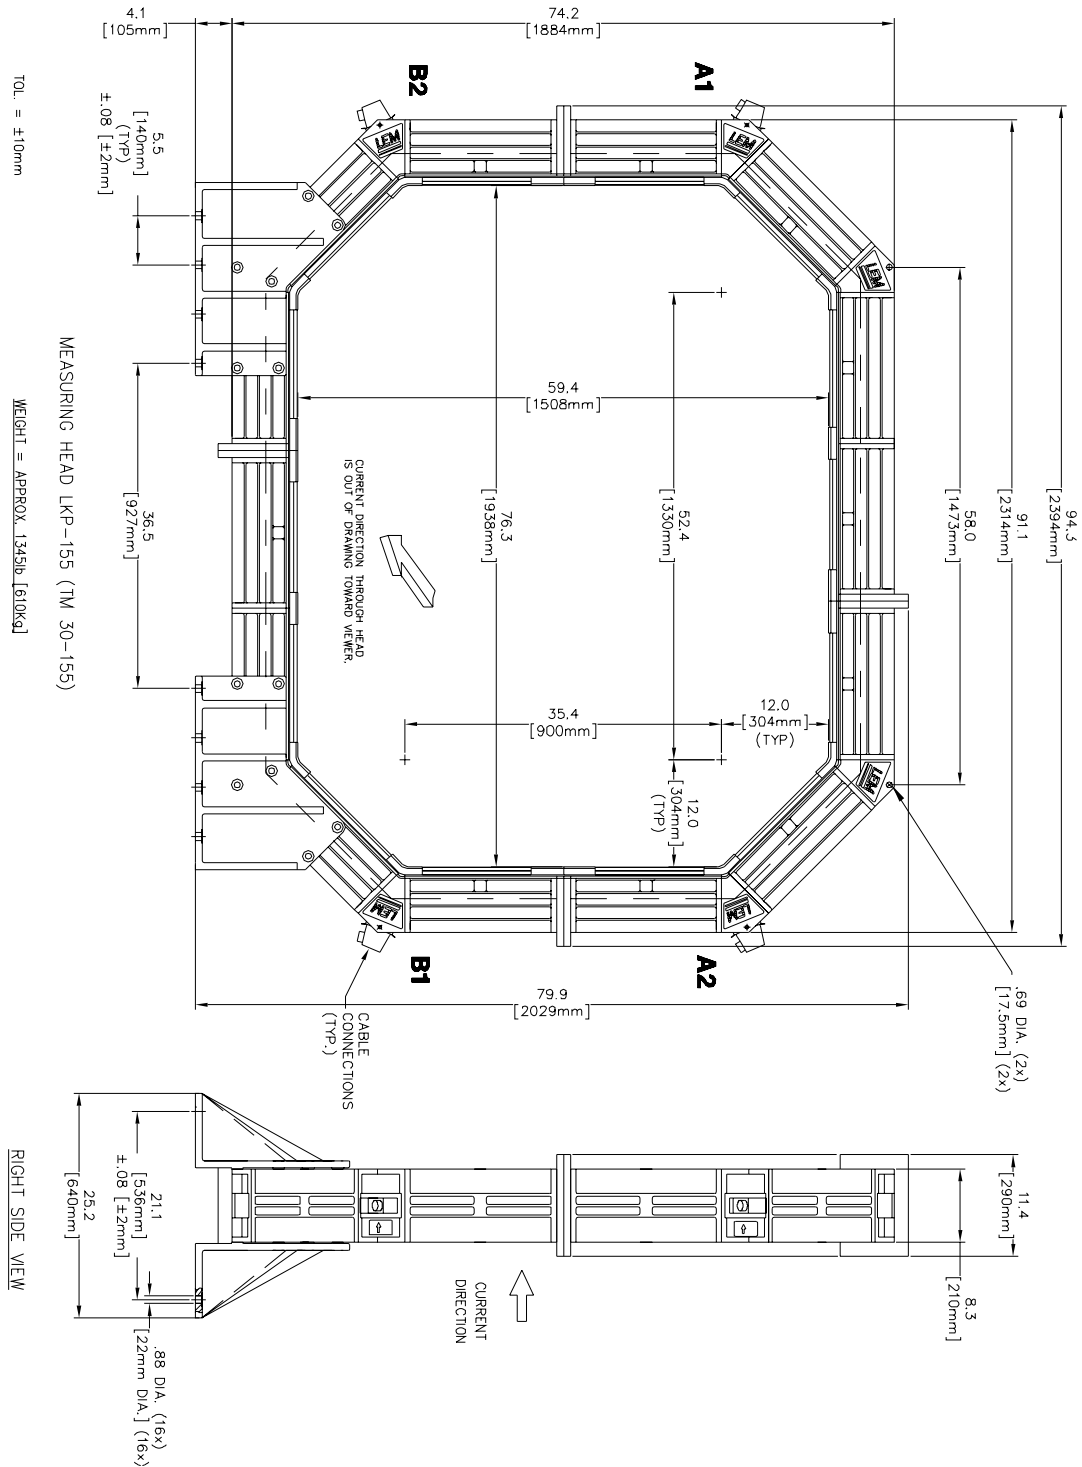 94.3
[2394mm]
91.1
[2314mm]
58.0
[1473mm]
.69 DIA. (2x)
[17.5mm] (2x)
74.2
[1884mm]
4.1
[105mm]
A1
B2
A2
B1
LEM
LEM
LEM
LEM
LEM
LEM
52.4
[1330mm]
59.4
[1508mm]
76.3
[1938mm]
35.4
[900mm]
12.0
[304mm]
(TYP)
12.0
[304mm]
(TYP)
CURRENT DIRECTION THROUGH HEAD
IS OUT OF DRAWING TOWARD VIEWER.
79.9
[2029mm]
CABLE
CONNECTIONS
(TYP.)
5.5
[140mm]
(TYP)
±.08 [±2mm]
36.5
[927mm]
MEASURING HEAD LKP-155 (TM 30-155)
TOL. = ±10mm
WEIGHT = APPROX. 1345lb [610Kg]
11.4
[290mm]
8.3
[210mm]
CURRENT
DIRECTION
21.1
[536mm]
±.08 [±2mm]
25.2
[640mm]
.88 DIA. (16x)
[22mm DIA.] (16x)
RIGHT SIDE VIEW